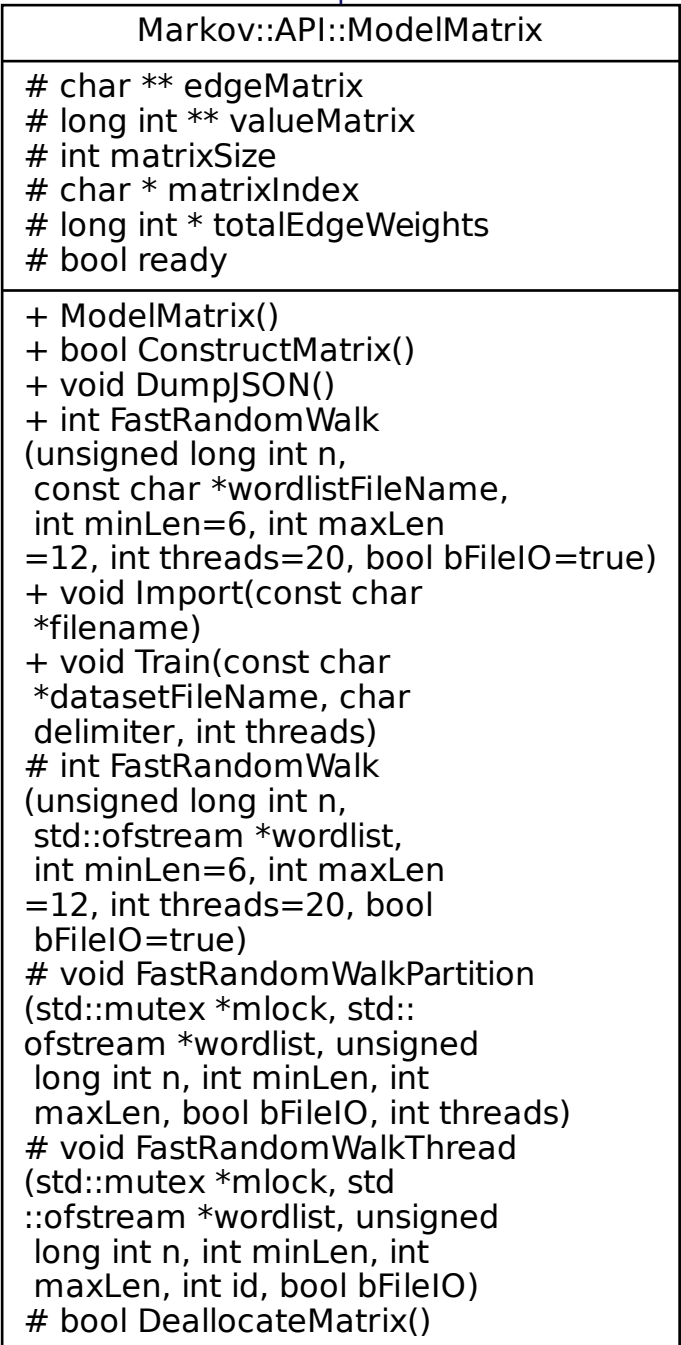 Markov::API::ModelMatrix
# char ** edgeMatrix
# long int ** valueMatrix
# int matrixSize
# char * matrixIndex
# long int * totalEdgeWeights
# bool ready
+ ModelMatrix()
+ bool ConstructMatrix()
+ void DumpJSON()
+ int FastRandomWalk
(unsigned long int n,
const char *wordlistFileName,
int minLen=6, int maxLen
=12, int threads=20, bool bFileIO=true)
+ void Import(const char
*filename)
+ void Train(const char
*datasetFileName, char
delimiter, int threads)
# int FastRandomWalk
(unsigned long int n,
std::ofstream *wordlist,
int minLen=6, int maxLen
=12, int threads=20, bool
bFileIO=true)
# void FastRandomWalkPartition
(std::mutex *mlock, std::
ofstream *wordlist, unsigned
long int n, int minLen, int
maxLen, bool bFileIO, int threads)
# void FastRandomWalkThread
(std::mutex *mlock, std
::ofstream *wordlist, unsigned
long int n, int minLen, int
maxLen, int id, bool bFileIO)
# bool DeallocateMatrix()